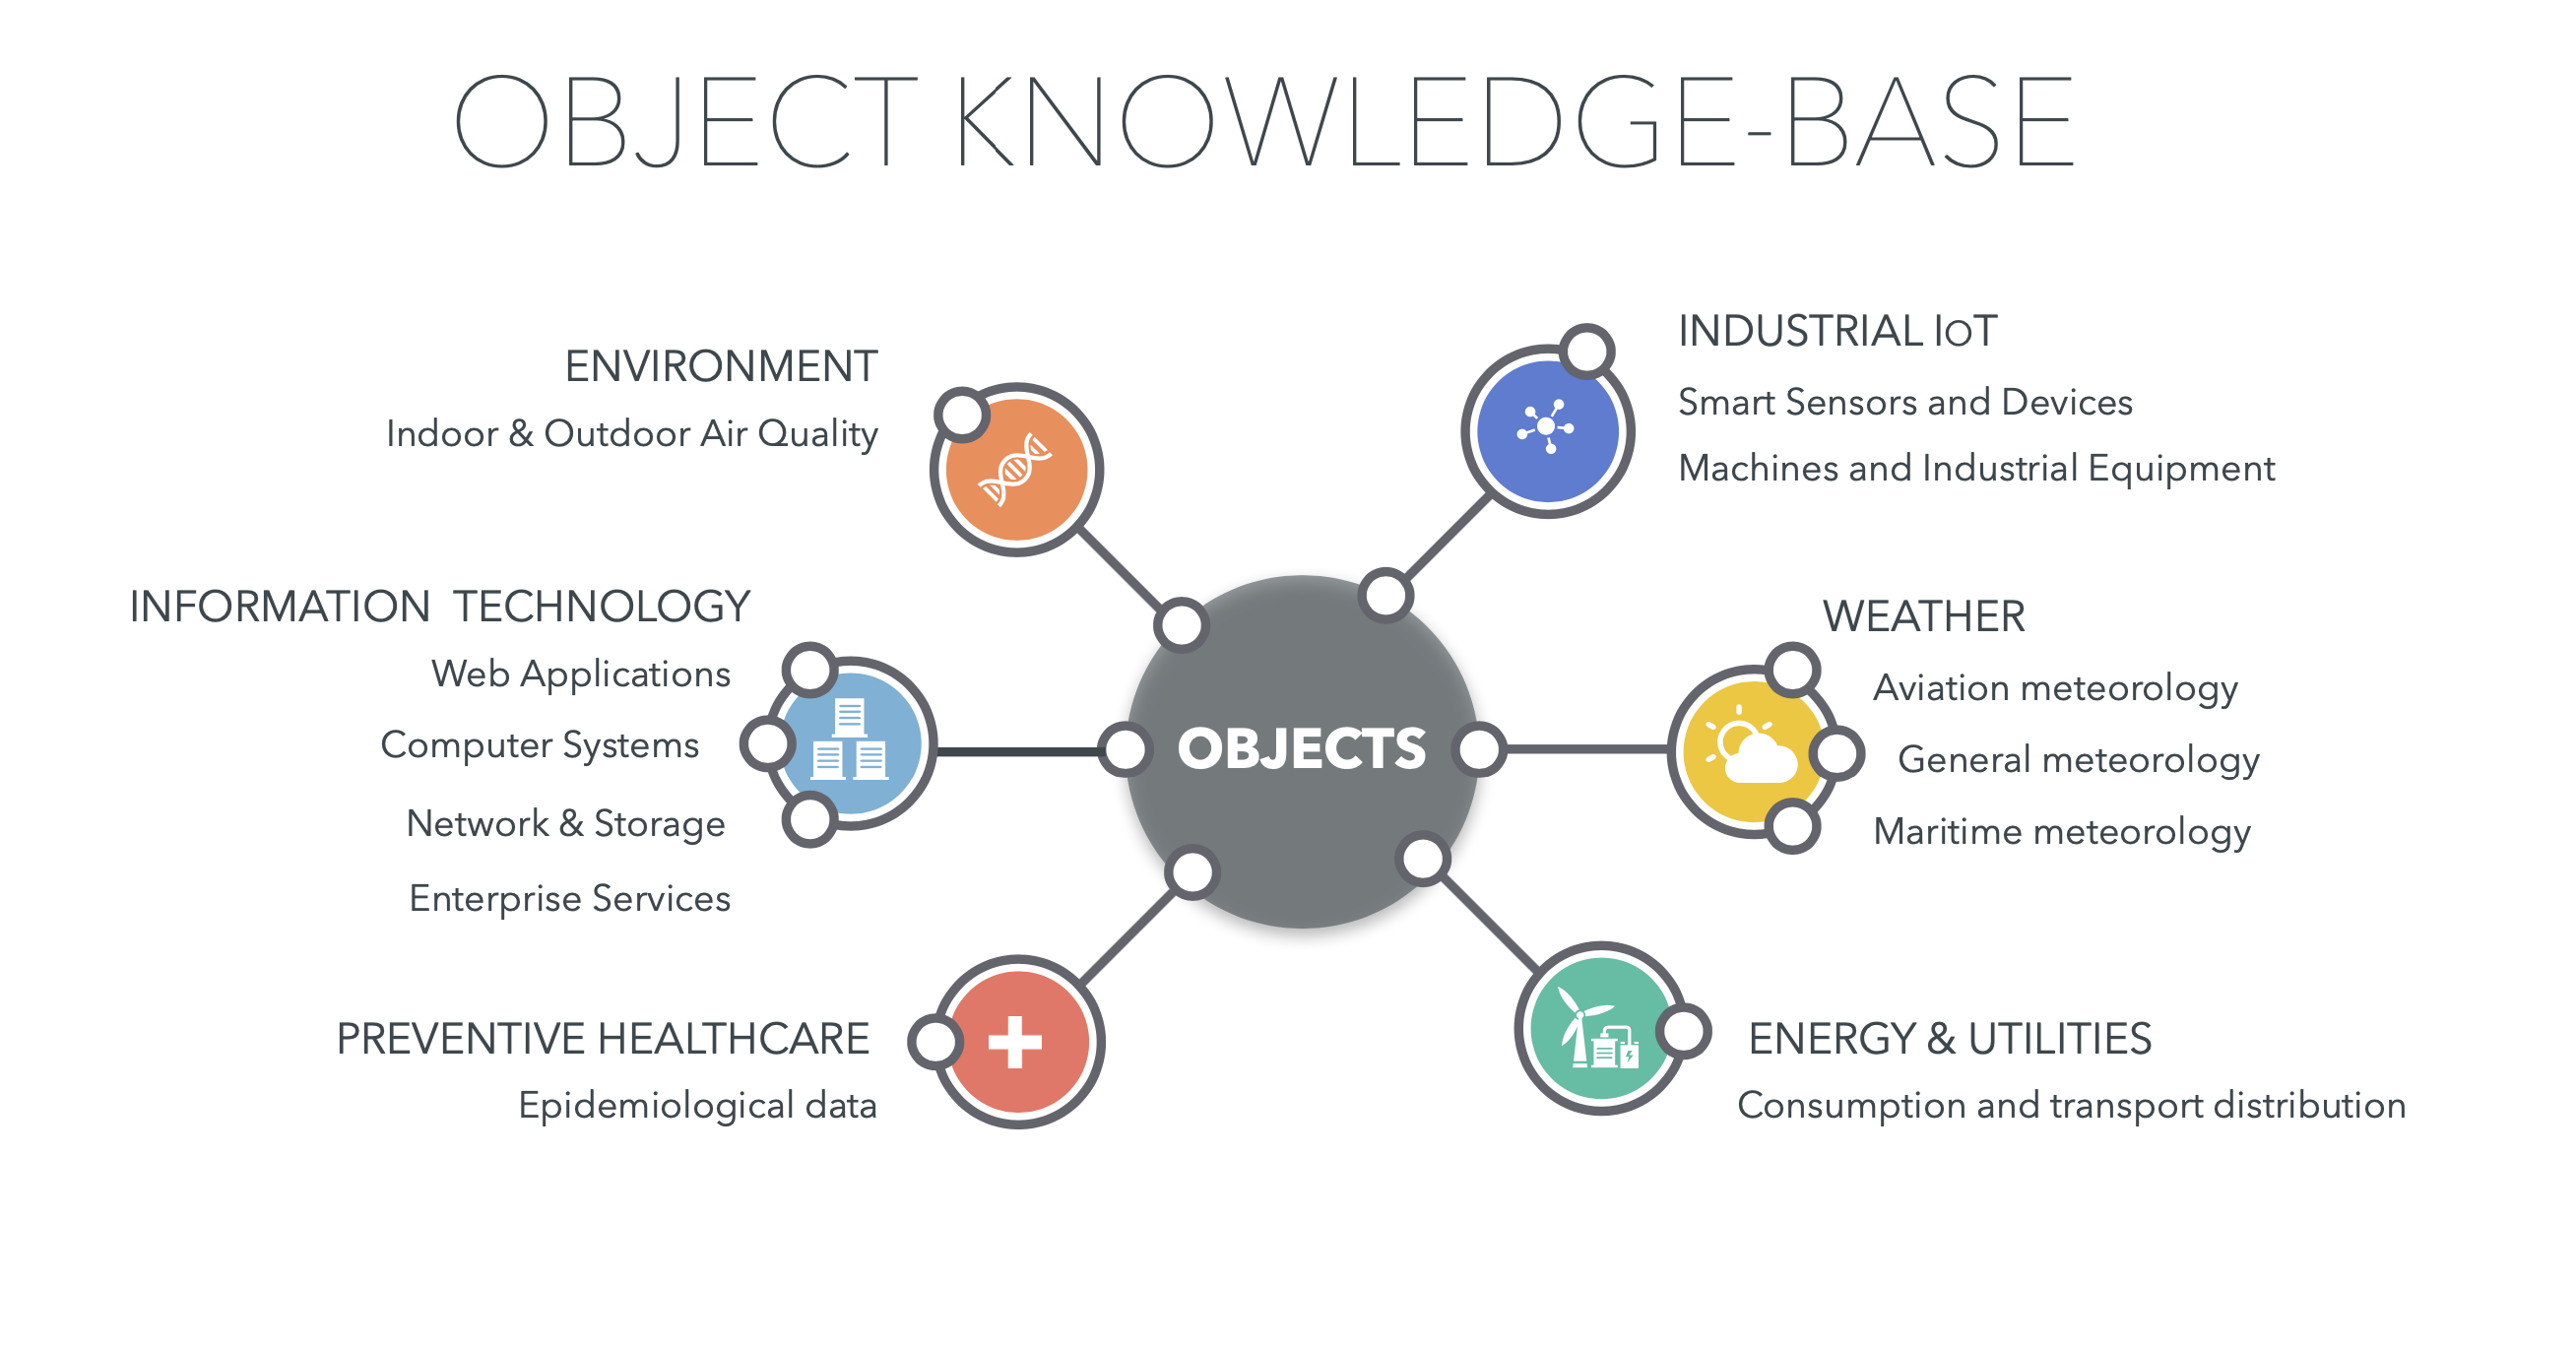 OBJECT KNOWLEDGE-BASE
ENVIRONMENT
Indoor & Outdoor Air Quality
INFORMATION TECHNOLOGY
Web Applications
Computer Systems
Network & Storage
Enterprise Services
PREVENTIVE HEALTHCARE
Epidemiological data
OBJECTS
INDUSTRIAL IoT
Smart Sensors and Devices
Machines and Industrial Equipment
WEATHER
Aviation meteorology
General meteorology
Maritime meteorology
ENERGY & UTILITIES
Consumption and transport distribution